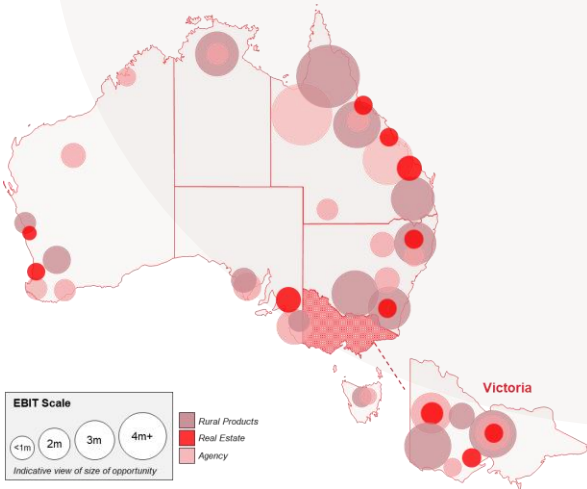 Victoria
EBIT Scale
<1m
2m
3m
4m+
Indicative view of size of opportunity
Rural Products
Real Estate
Agency